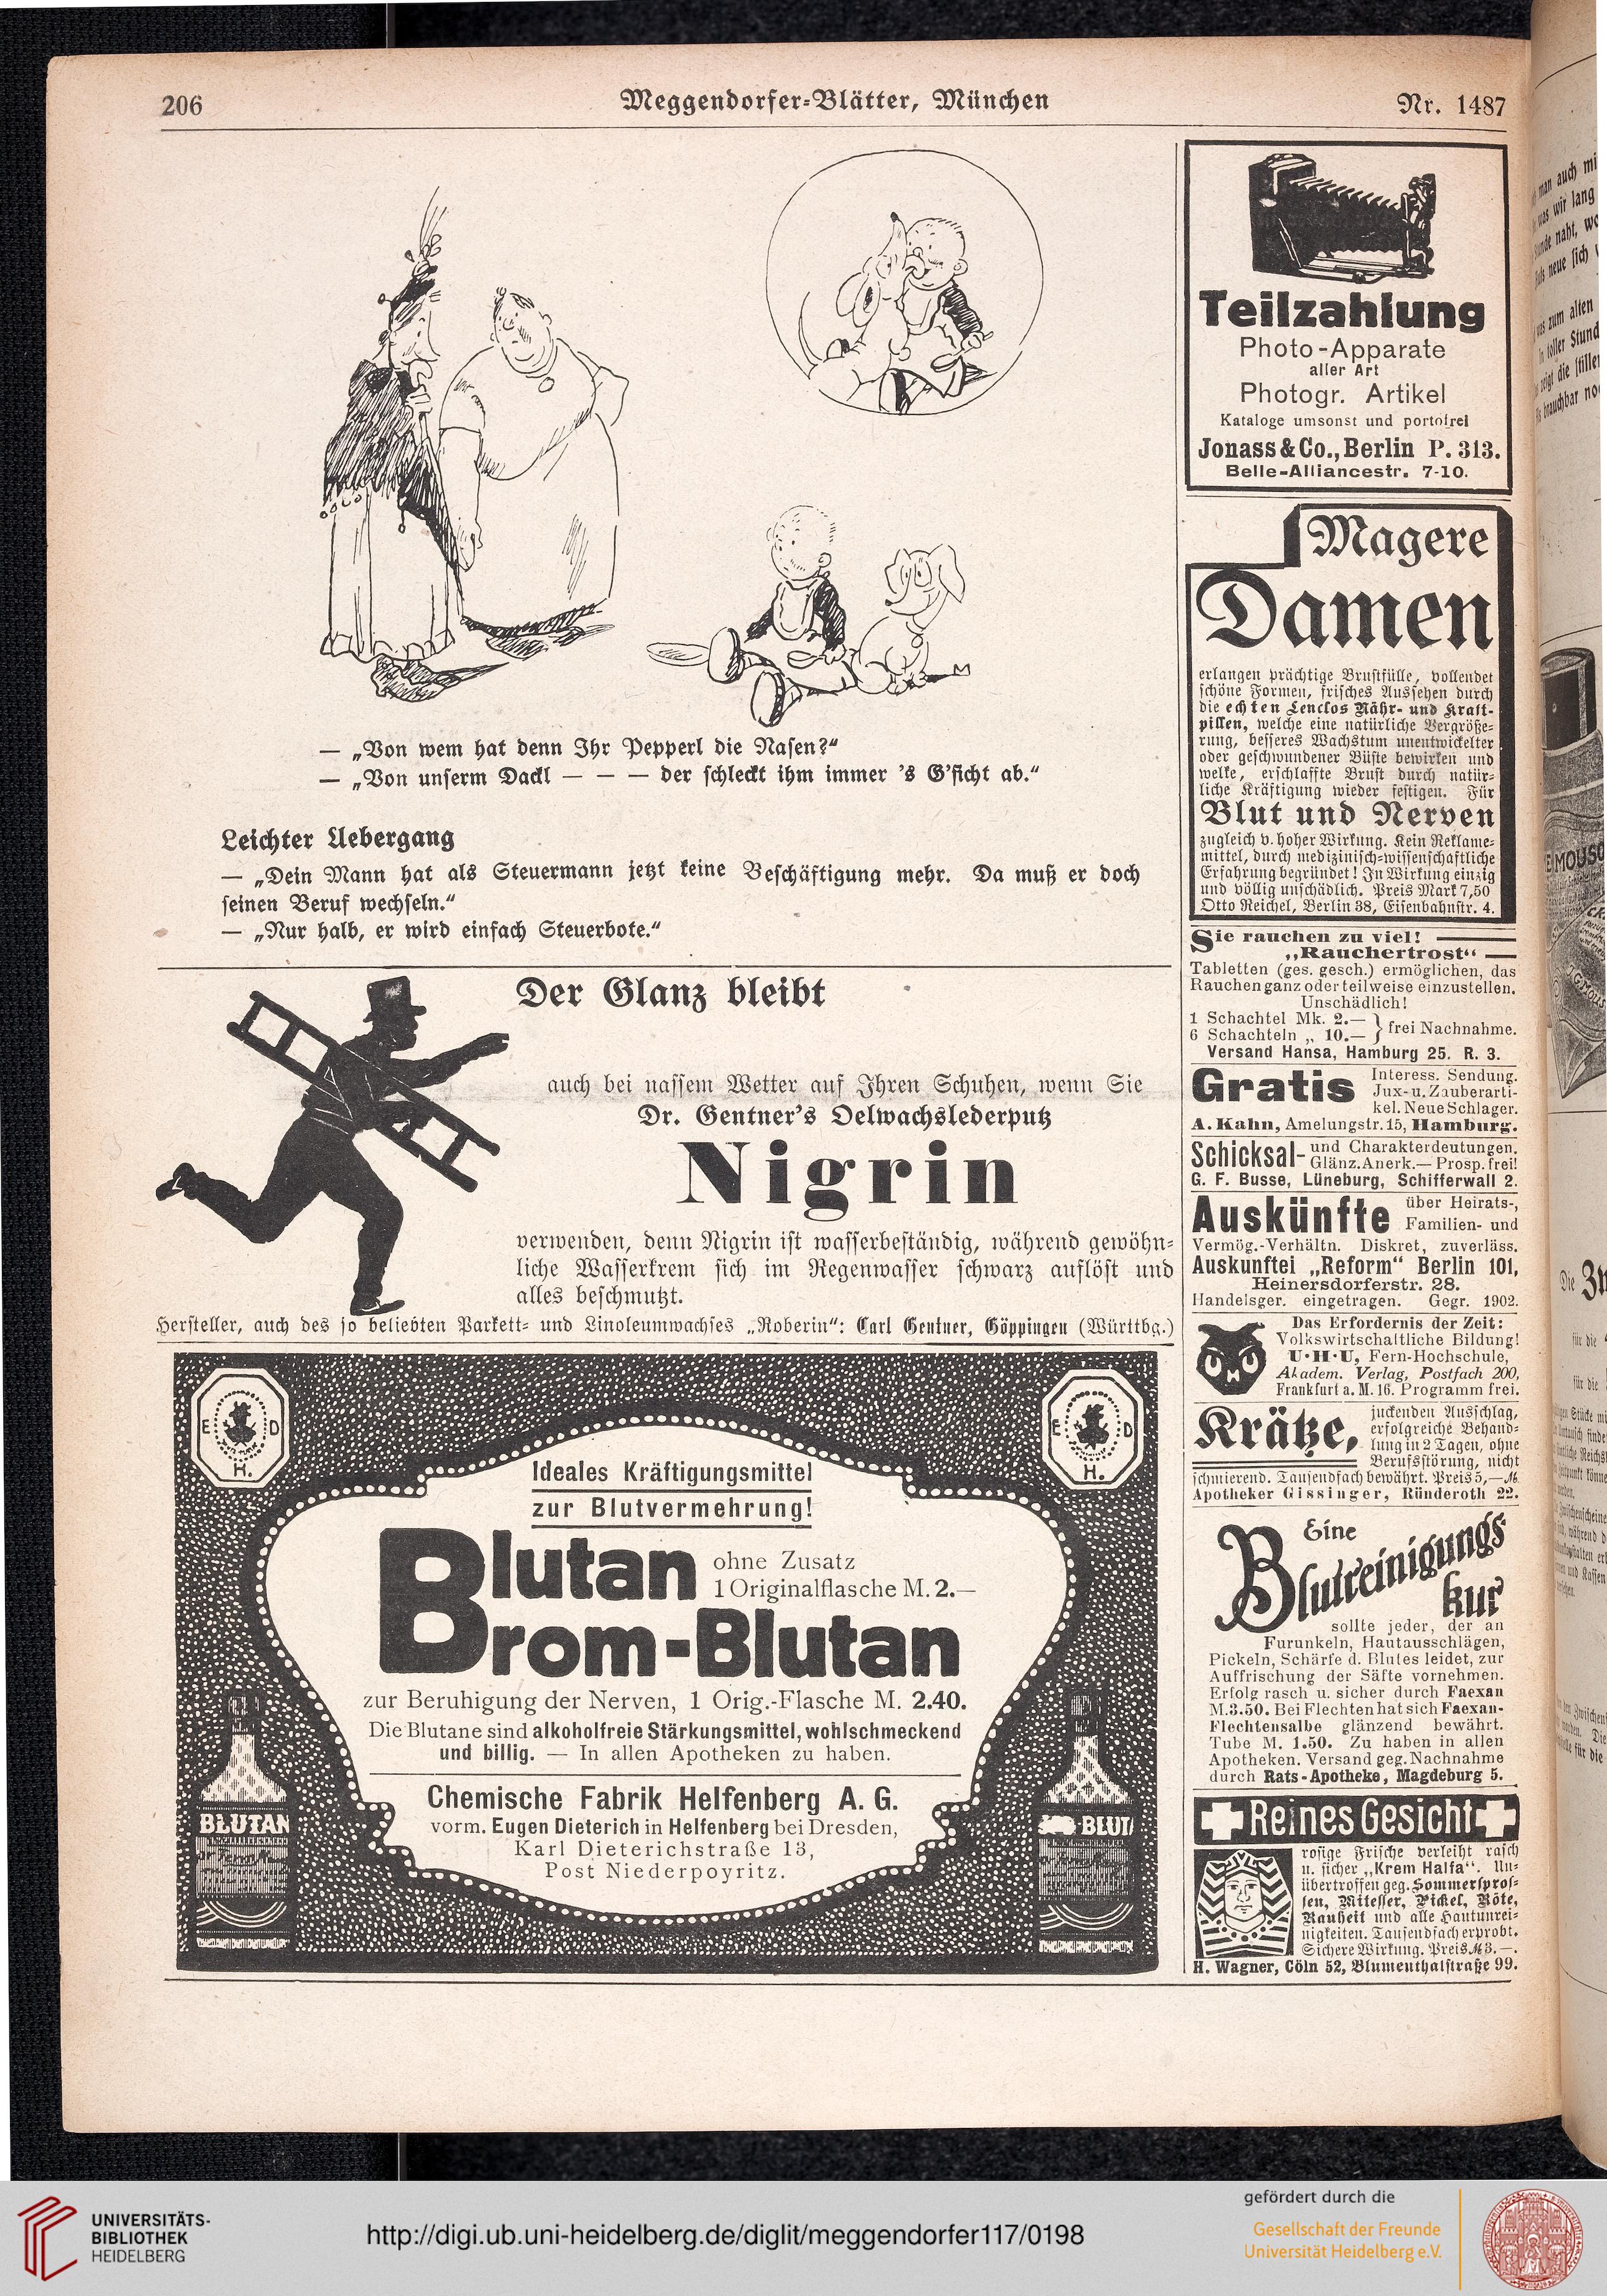 206
Meggendorfer-Blätter, München
Nr. 1487
— „Von wem hat denn Ihr Pepperl die Nasen?“
— „Von unserm Dackl — — — der schleckt ihm immer 's G'sicht ab.“
Leichter Uebergang
— „Dein Mann hat als Steuermann jetzt keine Beschäftigung mehr. Da muß er doch
seinen Beruf wechseln.“
— „Nur halb, er wird einfach Steuerbote.“
Der Glanz bleibt
auch bei nassem Wetter auf Ihren Schuhen, wenn Sie
Dr. Gentner's Oelwachslederputz
Nigrin
verwenden, denn Nigrin ist wasserbeständig, während gewöhn-
liche Wasserkrem sich im Regenwasser schwarz auflöst und
alles beschmutzt.
Hersteller, auch des so beliebten Parkett- und Linoleumwachses „Roberin“: Carl Gentner, Göppingen (Württbg.)
E D
H.
E D
H.
Ideales Kräftigungsmittel
zur Blutvermehrung!
Blutan
ohne Zusatz
1 Originalflasche M. 2.—
Brom-Blutan
zur Beruhigung der Nerven, 1 Orig.-Flasche M. 2.40.
Die Blutane sind alkoholfreie Stärkungsmittel, wohlschmeckend
und billig. — In allen Apotheken zu haben.
Chemische Fabrik Helfenberg A. G.
vorm. Eugen Dieterich in Helfenberg bei Dresden,
Karl Dieterichstraße 13,
Post Niederpoyritz.
BLUTAN
BLUT
Teilzahlung
Photo-Apparate
aller Art
Photogr. Artikel
Kataloge umsonst und portofrei
Jonass & Co., Berlin P. 313.
Belle-Alliancestr. 7-10.
Magere
Damen
erlangen prächtige Brustfülle, vollendet
schöne Formen, frisches Aussehen durch
die echten Lenclos Nähr- und Kraft-
pillen, welche eine natürliche Vergröße-
rung, besseres Wachstum unentwickelter
oder geschwundener Büste bewirken und
welke, erschlaffte Brust durch natür-
liche Kräftigung wieder festigen. Für
Blut und Nerven
zugleich v. hoher Wirkung. Kein Reklame-
mittel, durch medizinisch-wissenschaftliche
Erfahrung begründet! In Wirkung einzig
und völlig unschädlich. Preis Mark 7,50
Otto Reichel, Berlin 38, Eisenbahnstr. 4.
Sie rauchen zu viel!
„Rauchertrost“
Tabletten (ges. gesch.) ermöglichen, das
Rauchen ganz oder teilweise einzustellen.
Unschädlich!
1 Schachtel Mk. 2.—
6 Schachteln „ 10.— } frei Nachnahme.
Versand Hansa, Hamburg 25. R. 3.
Gratis
Interess. Sendung.
Jux- u. Zauberarti-
kel. Neue Schlager.
A. Kahn, Amelungstr. 15, Hamburg.
Schicksal- und Charakterdeutungen.
Glänz. Anerk.— Prosp. frei!
G. F. Busse, Lüneburg, Schifferwall 2.
Auskünfte
über Heirats-,
Familien- und
Vermög.-Verhältn. Diskret, zuverläss.
Auskunftei „Reform“ Berlin 101,
Heinersdorferstr. 28.
Handelsger. eingetragen. Gegr. 1902.
Das Erfordernis der Zeit:
Volkswirtschaftliche Bildung!
U·H·U, Fern-Hochschule,
Akadem. Verlag, Postfach 200,
Frankfurt a. M. 16. Programm frei.
Krätze,
juckenden Ausschlag,
erfolgreiche Behand-
lung in 2 Tagen, ohne
Berufsstörung, nicht
schmierend. Tausendfach bewährt. Preis 5,—ℳ.
Apotheker Gissinger, Ründeroth 22.
Eine
Blutreinigungs
kur
sollte jeder, der an
Furunkeln, Hautausschlägen,
Pickeln, Schärfe d. Blutes leidet, zur
Auffrischung der Säfte vornehmen.
Erfolg rasch u. sicher durch Faexan
M. 3.50. Bei Flechten hat sich Faexan-
Flechtensalbe glänzend bewährt.
Tube M. 1.50. Zu haben in allen
Apotheken. Versand geg. Nachnahme
durch Rats-Apotheke, Magdeburg 5.
Reines Gesicht
rosige Frische verleiht rasch
u. sicher „Krem Halfa“. Un-
übertroffen geg. Sommerspros-
sen, Mitesser, Pickel, Röte,
Rauheit und alle Hautunrei-
nigkeiten. Tausendfach erprobt.
Sichere Wirkung. Preis ℳ 3.—.
H. Wagner, Cöln 52, Blumenthalstraße 99.
UNIVERSITÄTS-
BIBLIOTHEK
HEIDELBERG
http://digi.ub.uni-heidelberg.de/diglit/meggendorfer117/0198
gefördert durch die
Gesellschaft der Freunde
Universität Heidelberg e.V.